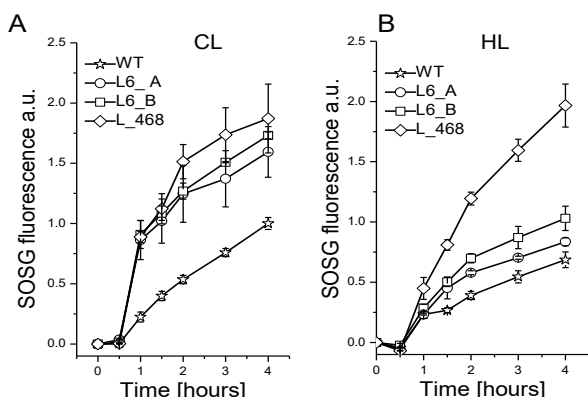 A
CL
SOSG fluorescence a.u.
2.5
2.0
1.5
1.0
0.5
0.0
WT
L6_A
L6_B
L_468
0 1 2 3 4
Time [hours]
B
HL
SOSG fluorescence a.u.
2.5
2.0
1.5
1.0
0.5
0.0
WT
L6_A
L6_B
L_468
0 1 2 3 4
Time [hours]